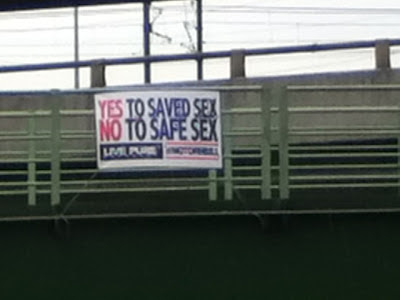 YES TO SAVED SEX
NO TO SAFE SEX
LIVE PURE